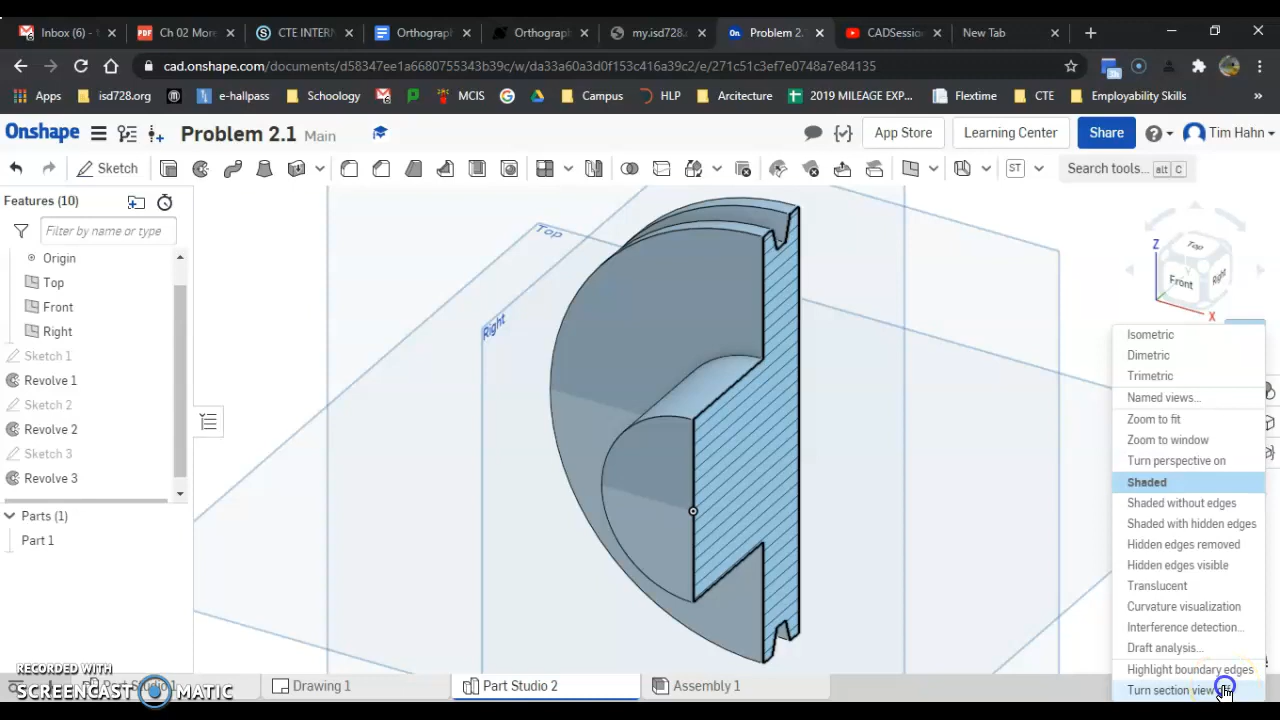 Inbox (6) -
Ch 02 More
CTE INTERN
Orthograph
Orthograph
my.isd728.c
On Problem 2.
CADSession
New Tab
cad.onshape.com/documents/d58347ee1a6680755343b39c/w/da33a60a3d0f153c416a39c2/e/271c51c3ef7e0748a7e84135
Apps
isd728.org
e-hallpass
Schoology
MCIS
Campus
HLP
Arcitecture
2019 MILEAGE EXP...
Flextime
CTE
Employability Skills
»
Onshape
Problem 2.1 Main
App Store
Learning Center
Share
Tim Hahn
Sketch
ST
Search tools... alt C
Features (10)
Filter by name or type
Origin
Top
Front
Right
Sketch 1
Revolve 1
Sketch 2
Revolve 2
Sketch 3
Revolve 3
Parts (1)
Part 1
Top
Right
Z
Top
Front
Right
X
Isometric
Dimetric
Trimetric
Named views...
Zoom to fit
Zoom to window
Turn perspective on
Shaded
Shaded without edges
Shaded with hidden edges
Hidden edges removed
Hidden edges visible
Translucent
Curvature visualization
Interference detection...
Draft analysis...
Highlight boundary edges
Turn section view
RECORDED WITH
SCREENCAST MATIC
Drawing 1
Part Studio 2
Assembly 1